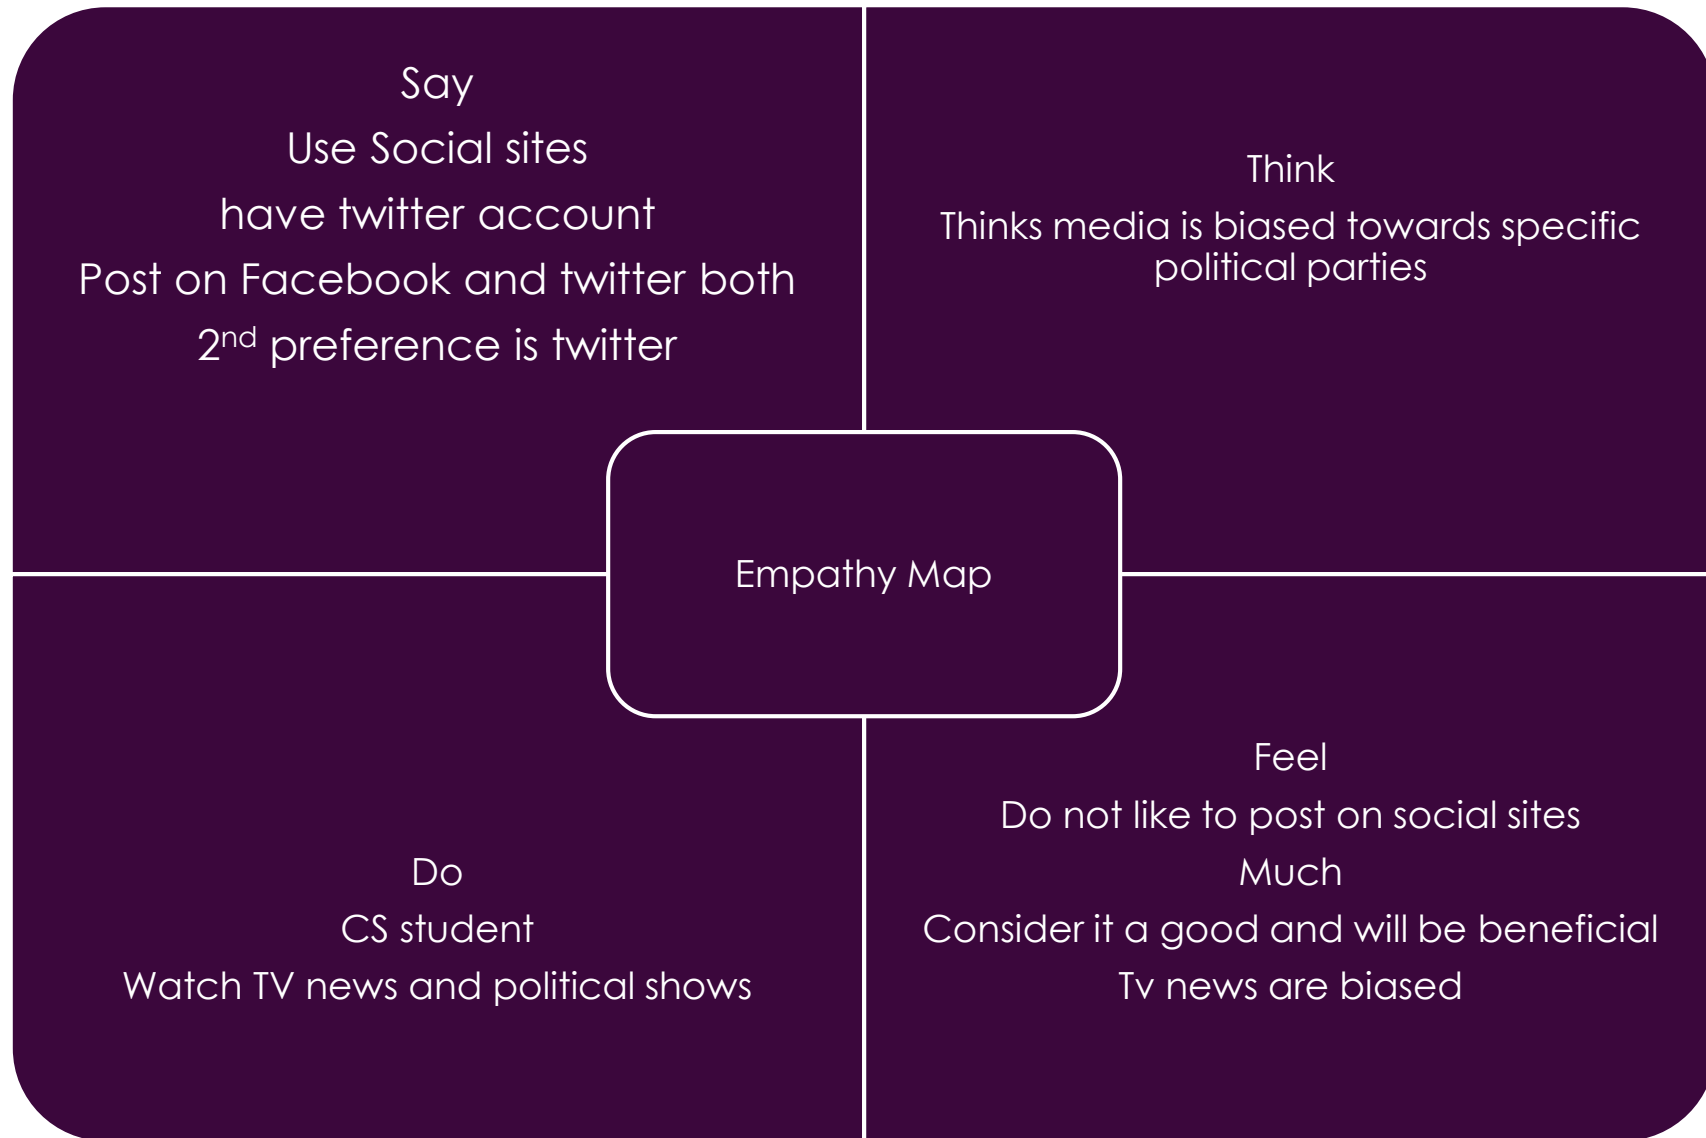 Say
Use Social sites
have twitter account
Post on Facebook and twitter both
2nd preference is twitter
Think
Thinks media is biased towards specific
political parties
Empathy Map
Do
CS student
Watch TV news and political shows
Feel
Do not like to post on social sites
Much
Consider it a good and will be beneficial
Tv news are biased